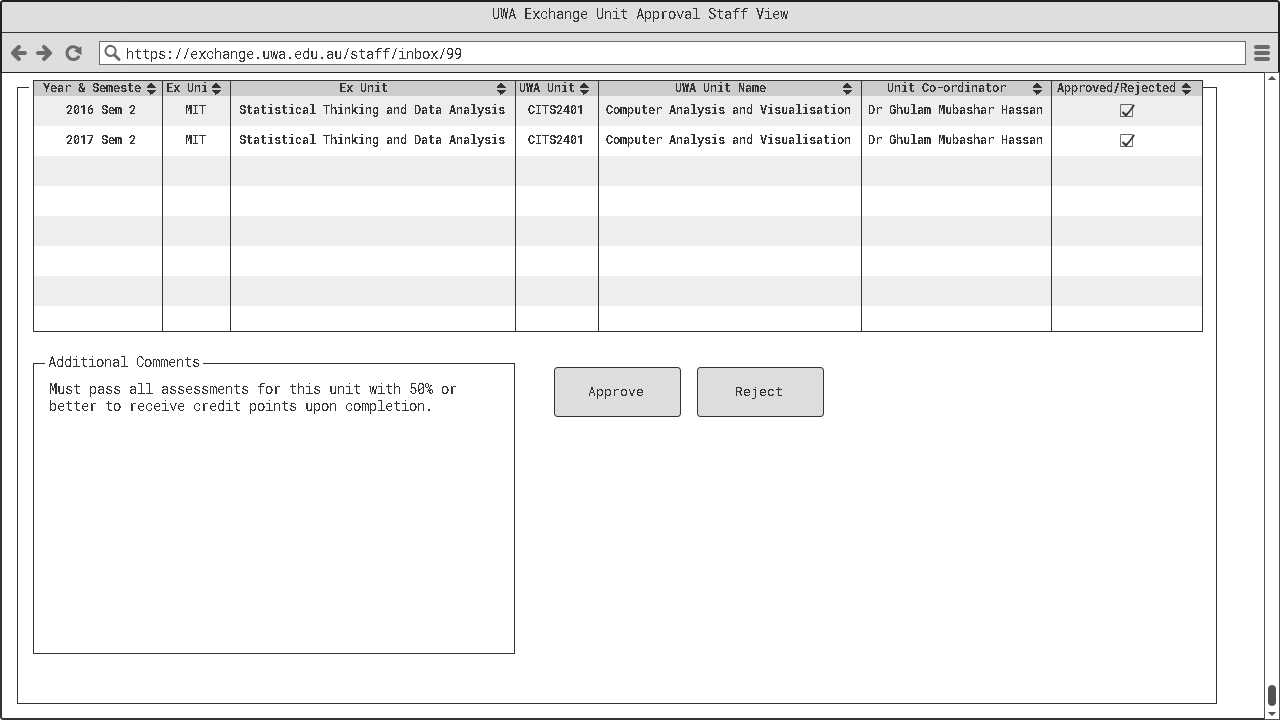 UWA Exchange Unit Approval Staff View
https://exchange.uwa.edu.au/staff/inbox/99
Year & Semeste Ex Uni Ex Unit UWA Unit UWA Unit Name Unit Co-ordinator Approved/Rejected
2016 Sem 2 MIT Statistical Thinking and Data Analysis CITS2401 Computer Analysis and Visualisation Dr Ghulam Mubashar Hassan
2017 Sem 2 MIT Statistical Thinking and Data Analysis CITS2401 Computer Analysis and Visualisation Dr Ghulam Mubashar Hassan
Additional Comments
Must pass all assessments for this unit with 50% or
better to receive credit points upon completion.
Approve Reject